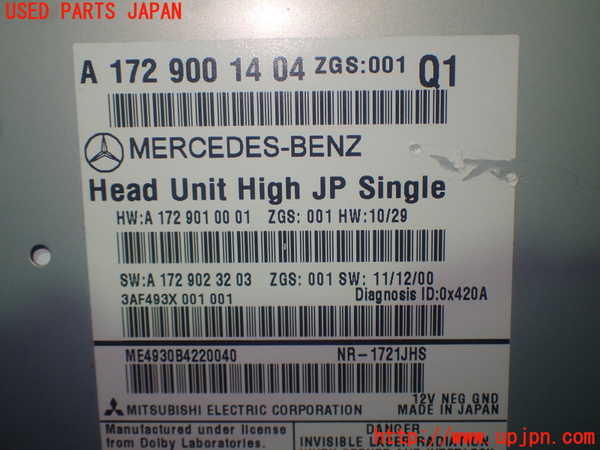 USED PARTS JAPAN
A 172 900 14 04 ZGS:001 Q1
MERCEDES-BENZ
Head Unit High JP Single
HW:A 172 901 00 01 ZGS: 001 HW:10/29
SW:A 172 902 32 03 ZGS: 001 SW: 11/12/00
3AF493X 001 001 Diagnosis ID:0x420A
ME4930B4220040 NR-1721JHS
12V NEG GND
MITSUBISHI ELECTRIC CORPORATION MADE IN JAPAN
Manufactured under license
from Dolby Laboratories.
DANGER
INVISIBLE LASER RADIATION
http://www.upjpn.com